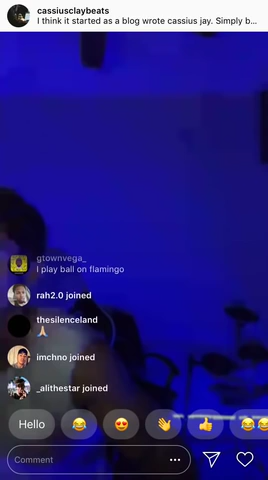 cassiusclaybeats
I think it started as a blog wrote cassius jay. Simply b...
gtownvega_
I play ball on flamingo
rah2.0 joined
thesilenceland
🙏🏼
imchno joined
_alithestar joined
Hello 😂 😍 👋 👍 😂😂
Comment